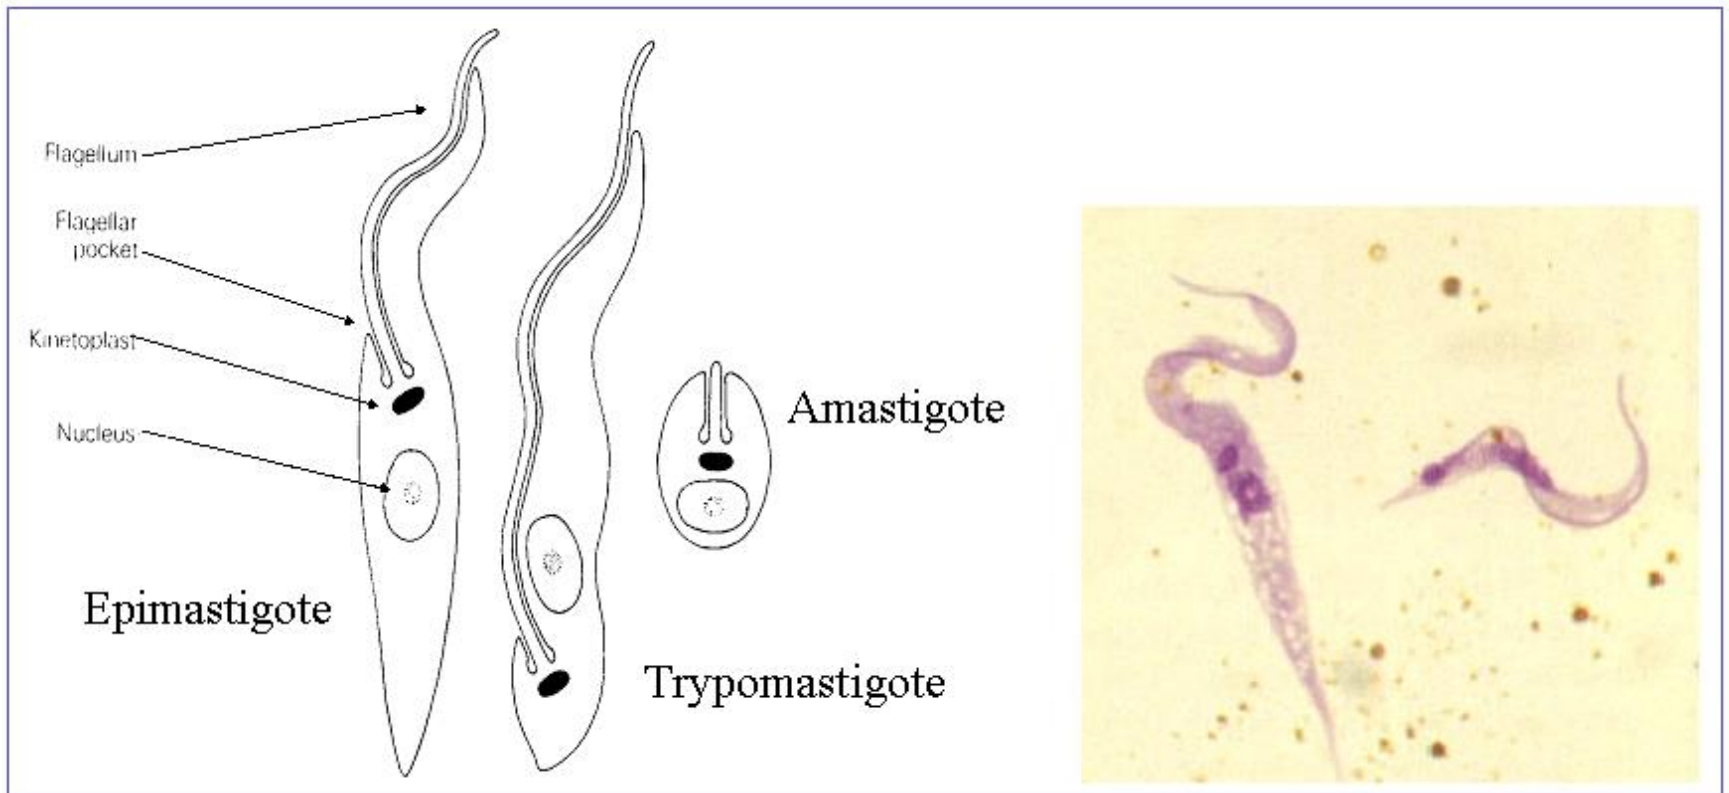 Flagellum
Flagellar
pocket
Kinetoplast
Nucleus
Epimastigote
Trypomastigote
Amastigote